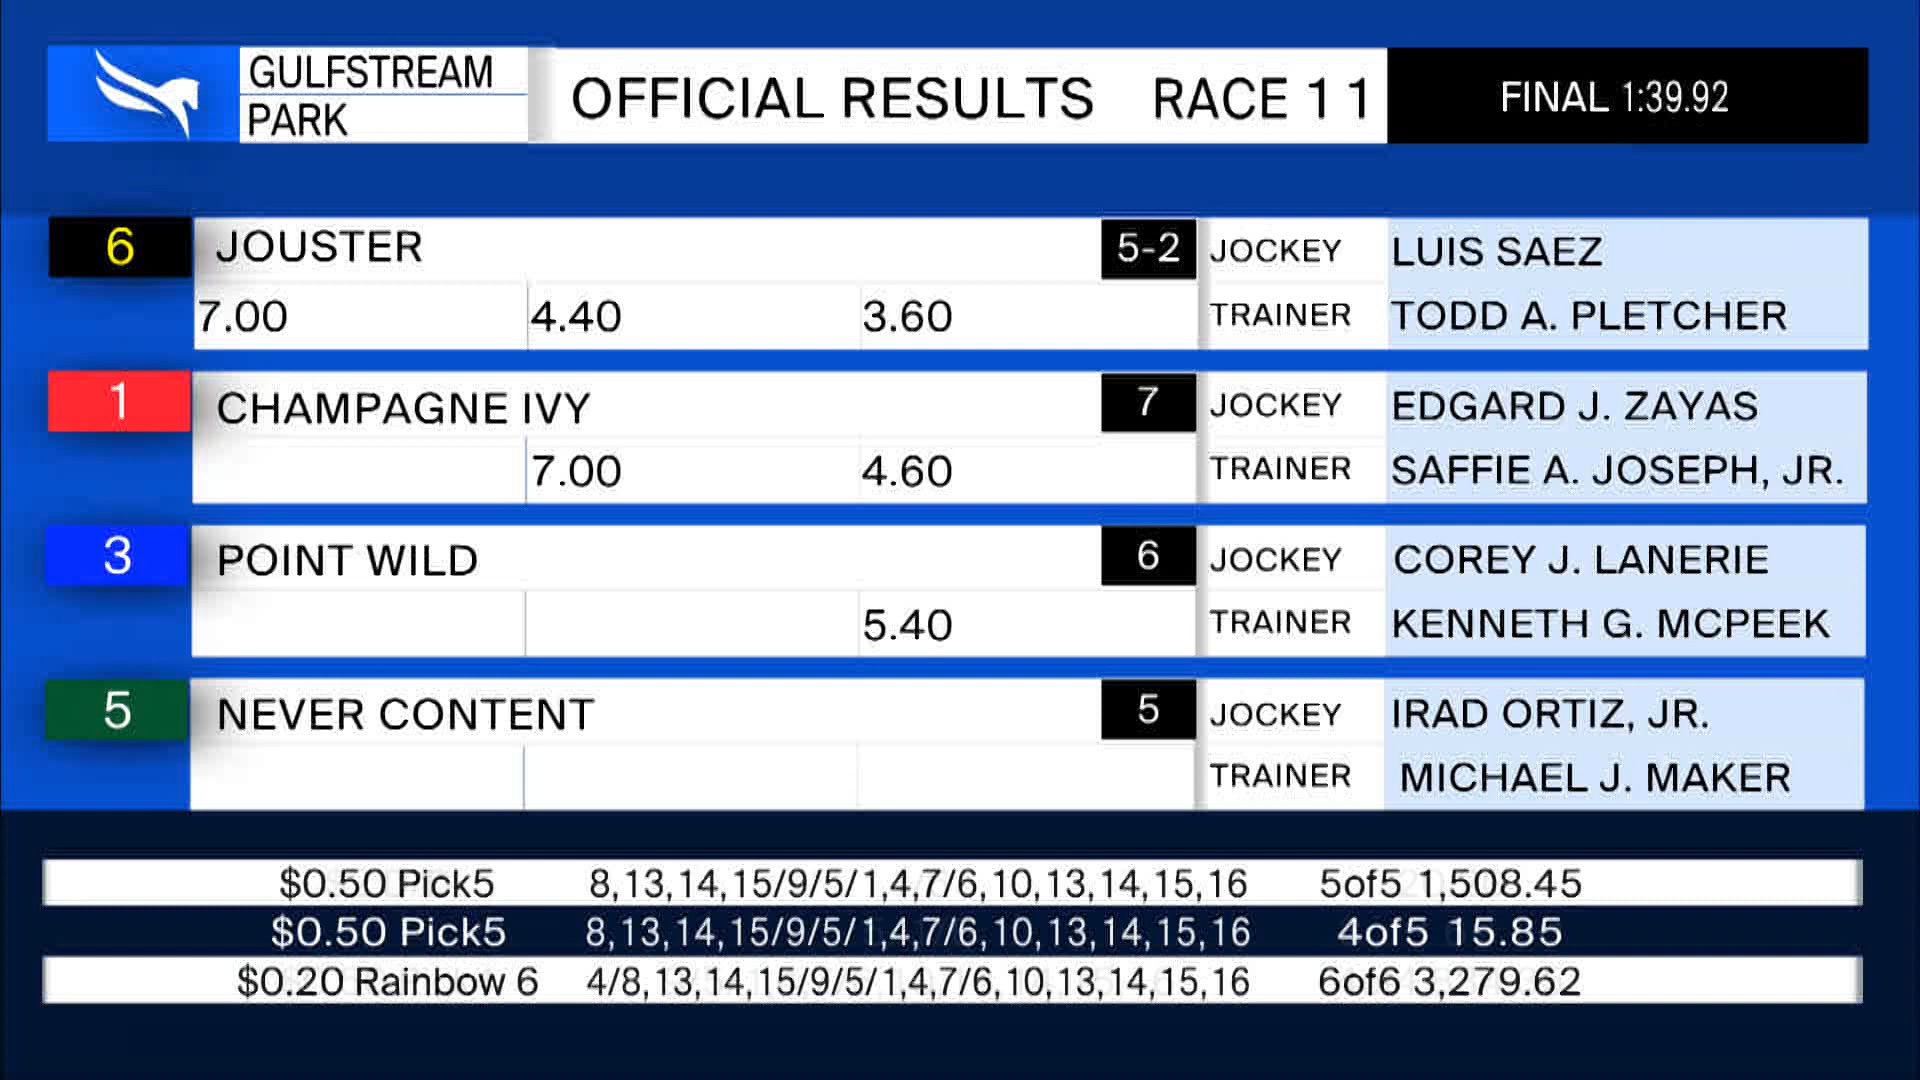 GULFSTREAM
PARK
OFFICIAL RESULTS RACE 11
FINAL 1:39.92
6 JOUSTER 5-2 JOCKEY LUIS SAEZ
7.00 4.40 3.60 TRAINER TODD A. PLETCHER
1 CHAMPAGNE IVY 7 JOCKEY EDGARD J. ZAYAS
7.00 4.60 TRAINER SAFFIE A. JOSEPH, JR.
3 POINT WILD 6 JOCKEY COREY J. LANERIE
5.40 TRAINER KENNETH G. MCPEEK
5 NEVER CONTENT 5 JOCKEY IRAD ORTIZ, JR.
TRAINER MICHAEL J. MAKER
$0.50 Pick5 8,13,14,15/9/5/1,4,7/6,10,13,14,15,16 5of5 1,508.45
$0.50 Pick5 8,13,14,15/9/5/1,4,7/6,10,13,14,15,16 4of5 15.85
$0.20 Rainbow 6 4/8,13,14,15/9/5/1,4,7/6,10,13,14,15,16 6of6 3,279.62